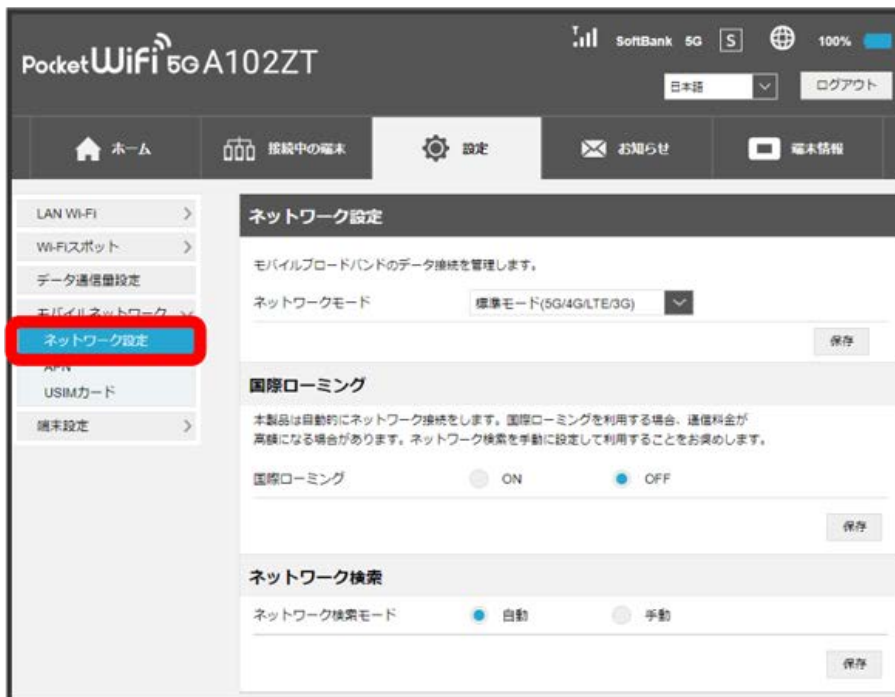 PocketWiFi 5G A102ZT
SoftBank 5G S 100%
日本語 ログアウト
ホーム 接続中の端末 設定 お知らせ 端末情報
LAN Wi-Fi
Wi-Fiスポット
データ通信量設定
モバイルネットワーク
ネットワーク設定
APN
USIMカード
端末設定
ネットワーク設定
モバイルブロードバンドのデータ接続を管理します。
ネットワークモード 標準モード(5G/4G/LTE/3G)
保存
国際ローミング
本製品は自動的にネットワーク接続をします。国際ローミングを利用する場合、通信料金が
高額になる場合があります。ネットワーク検索を手動に設定して利用することをお奨めします。
国際ローミング ON OFF
保存
ネットワーク検索
ネットワーク検索モード 自動 手動
保存